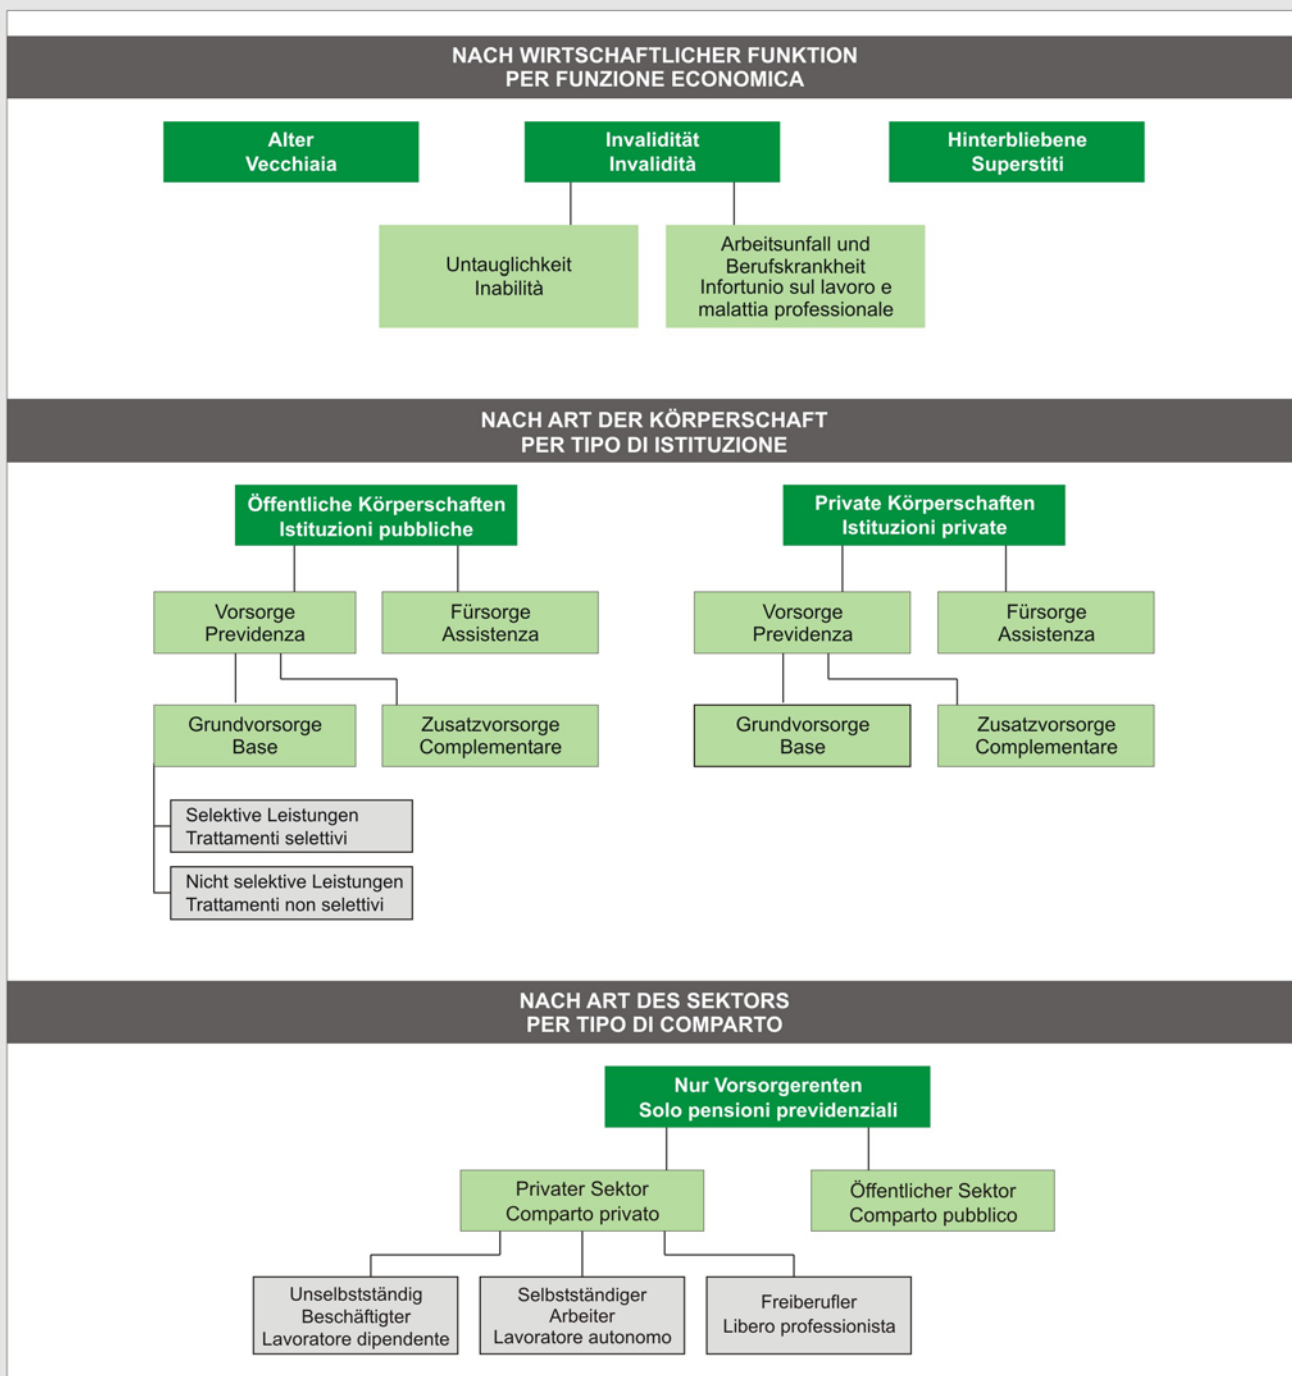 NACH WIRTSCHAFTLICHER FUNKTION
PER FUNZIONE ECONOMICA
Alter
Vecchiaia
Invalidität
Invalidità
Hinterbliebene
Superstiti
Untauglichkeit
Inabilità
Arbeitsunfall und
Berufskrankheit
Infortunio sul lavoro e
malattia professionale
NACH ART DER KÖRPERSCHAFT
PER TIPO DI ISTITUZIONE
Öffentliche Körperschaften
Istituzioni pubbliche
Private Körperschaften
Istituzioni private
Vorsorge
Previdenza
Fürsorge
Assistenza
Vorsorge
Previdenza
Fürsorge
Assistenza
Grundvorsorge
Base
Zusatzvorsorge
Complementare
Grundvorsorge
Base
Zusatzvorsorge
Complementare
Selektive Leistungen
Trattamenti selettivi
Nicht selektive Leistungen
Trattamenti non selettivi
NACH ART DES SEKTORS
PER TIPO DI COMPARTO
Nur Vorsorgerenten
Solo pensioni previdenziali
Privater Sektor
Comparto privato
Öffentlicher Sektor
Comparto pubblico
Unselbstständig
Beschäftigter
Lavoratore dipendente
Selbstständiger
Arbeiter
Lavoratore autonomo
Freiberufler
Libero professionista